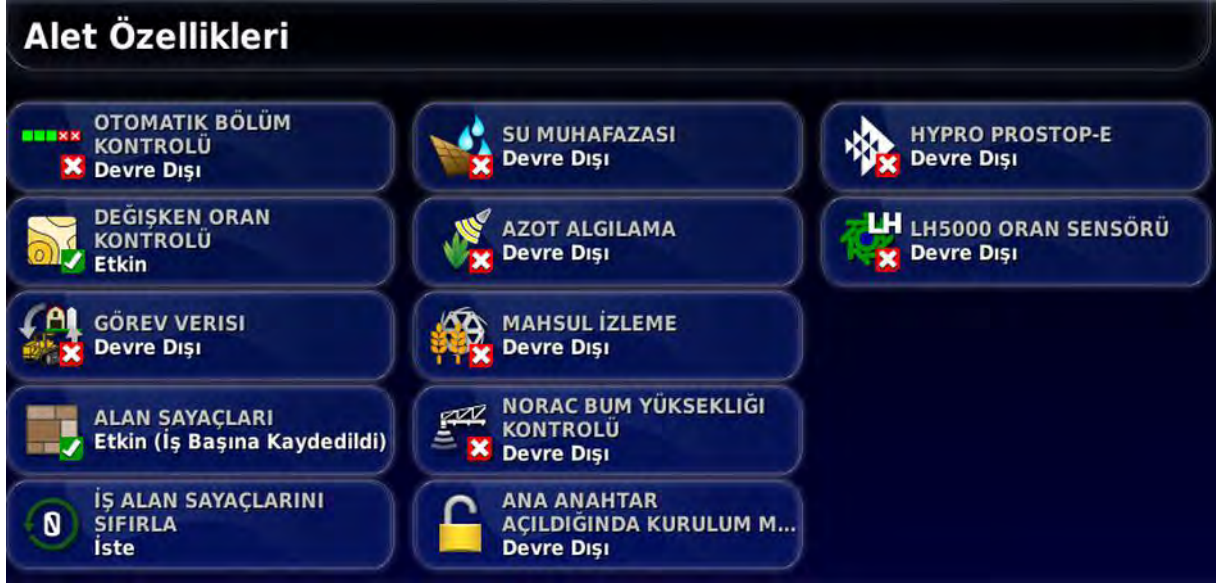 Alet Özellikleri
OTOMATIK BÖLÜM
KONTROLÜ
Devre Dışı
DEĞIŞKEN ORAN
KONTROLÜ
Etkin
GÖREV VERISI
Devre Dışı
ALAN SAYAÇLARI
Etkin (İş Başına Kaydedildi)
0
İŞ ALAN SAYAÇLARINI
SIFIRLA
İste
SU MUHAFAZASI
Devre Dışı
AZOT ALGILAMA
Devre Dışı
MAHSUL İZLEME
Devre Dışı
NORAC BUM YÜKSEKLIĞI
KONTROLÜ
Devre Dışı
ANA ANAHTAR
AÇILDIĞINDA KURULUM M...
Devre Dışı
HYPRO PROSTOP-E
Devre Dışı
LH
LH5000 ORAN SENSÖRÜ
Devre Dışı